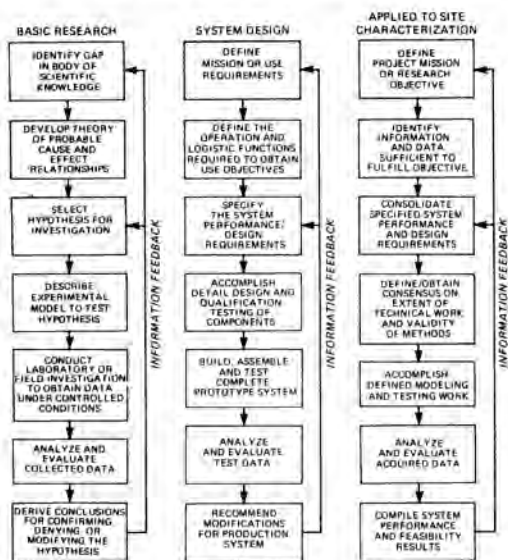 BASIC RESEARCH
IDENTIFY GAP
IN BODY OF
SCIENTIFIC
KNOWLEDGE
DEVELOP THEORY
OF PROBABLE
CAUSE AND
EFFECT
RELATIONSHIPS
SELECT
HYPOTHESIS FOR
INVESTIGATION
DESCRIBE
EXPERIMENTAL
MODEL TO TEST
HYPOTHESIS
CONDUCT
LABORATORY OR
FIELD INVESTIGATION
TO OBTAIN DATA
UNDER CONTROLLED
CONDITIONS
ANALYZE AND
EVALUATE
COLLECTED DATA
DERIVE CONCLUSIONS
FOR CONFIRMING,
DENYING, OR
MODIFYING THE
HYPOTHESIS
INFORMATION FEEDBACK
SYSTEM DESIGN
DEFINE
MISSION OR USE
REQUIREMENTS
DEFINE THE
OPERATION AND
LOGISTIC FUNCTIONS
REQUIRED TO OBTAIN
USE OBJECTIVES
SPECIFY
THE SYSTEM
PERFORMANCE/
DESIGN
REQUIREMENTS
ACCOMPLISH
DETAIL DESIGN AND
QUALIFICATION
TESTING OF
COMPONENTS
BUILD, ASSEMBLE
AND TEST
COMPLETE
PROTOTYPE SYSTEM
ANALYZE
AND EVALUATE
TEST DATA
RECOMMEND
MODIFICATIONS
FOR PRODUCTION
SYSTEM
INFORMATION FEEDBACK
APPLIED TO SITE
CHARACTERIZATION
DEFINE
PROJECT MISSION
OR RESEARCH
OBJECTIVE
IDENTIFY
INFORMATION
AND DATA
SUFFICIENT TO
FULFILL OBJECTIVE
CONSOLIDATE
SPECIFIED SYSTEM
PERFORMANCE
AND DESIGN
REQUIREMENTS
DEFINE/OBTAIN
CONSENSUS ON
EXTENT OF
TECHNICAL WORK
AND VALIDITY
OF METHODS
ACCOMPLISH
DEFINED MODELING
AND TESTING WORK
ANALYZE
AND EVALUATE
ACQUIRED DATA
COMPILE SYSTEM
PERFORMANCE
AND FEASIBILITY
RESULTS
INFORMATION FEEDBACK